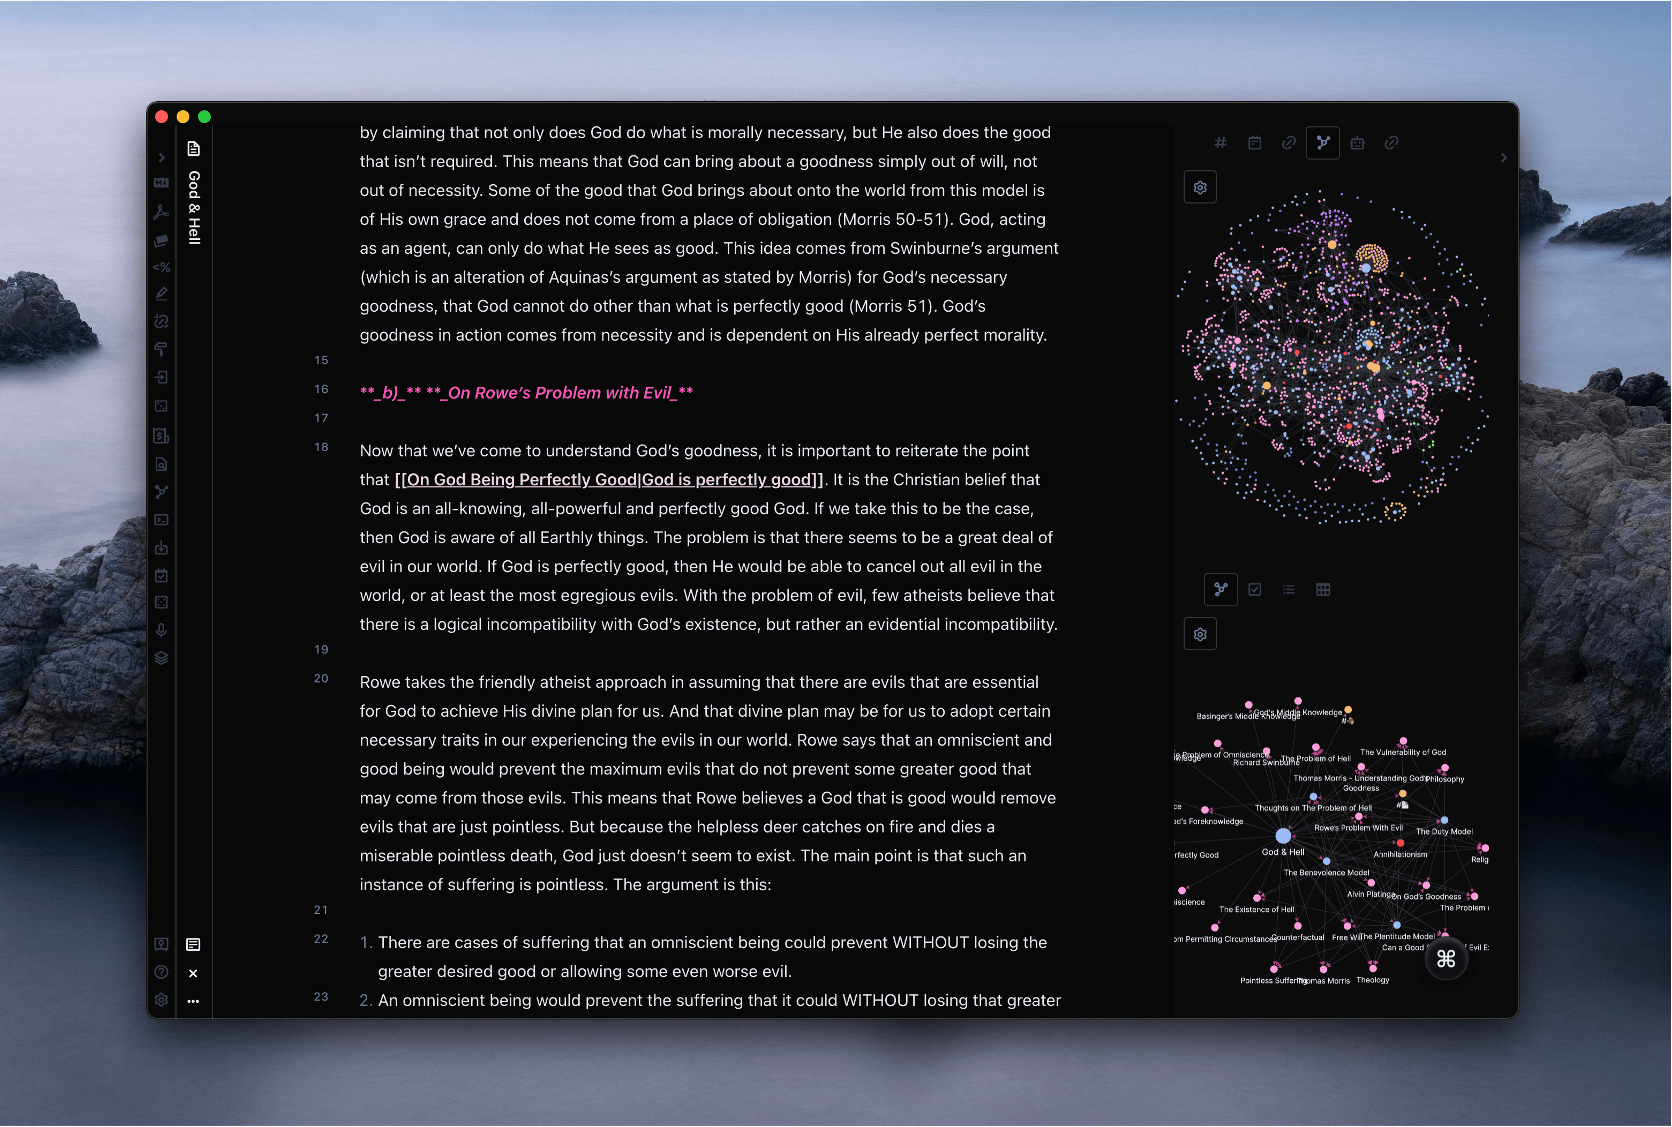 God & Hell
by claiming that not only does God do what is morally necessary, but He also does the good
that isn’t required. This means that God can bring about a goodness simply out of will, not
out of necessity. Some of the good that God brings about onto the world from this model is
of His own grace and does not come from a place of obligation (Morris 50-51). God, acting
as an agent, can only do what He sees as good. This idea comes from Swinburne’s argument
(which is an alteration of Aquinas’s argument as stated by Morris) for God’s necessary
goodness, that God cannot do other than what is perfectly good (Morris 51). God’s
goodness in action comes from necessity and is dependent on His already perfect morality.
15
16 **_b)_** **_On Rowe’s Problem with Evil_**
17
18 Now that we’ve come to understand God’s goodness, it is important to reiterate the point
that [[On God Being Perfectly Good|God is perfectly good]]. It is the Christian belief that
God is an all-knowing, all-powerful and perfectly good God. If we take this to be the case,
then God is aware of all Earthly things. The problem is that there seems to be a great deal of
evil in our world. If God is perfectly good, then He would be able to cancel out all evil in the
world, or at least the most egregious evils. With the problem of evil, few atheists believe that
there is a logical incompatibility with God’s existence, but rather an evidential incompatibility.
19
20 Rowe takes the friendly atheist approach in assuming that there are evils that are essential
for God to achieve His divine plan for us. And that divine plan may be for us to adopt certain
necessary traits in our experiencing the evils in our world. Rowe says that an omniscient and
good being would prevent the maximum evils that do not prevent some greater good that
may come from those evils. This means that Rowe believes a God that is good would remove
evils that are just pointless. But because the helpless deer catches on fire and dies a
miserable pointless death, God just doesn’t seem to exist. The main point is that such an
instance of suffering is pointless. The argument is this:
21
22 1. There are cases of suffering that an omniscient being could prevent WITHOUT losing the
greater desired good or allowing some even worse evil.
23 2. An omniscient being would prevent the suffering that it could WITHOUT losing that greater
God's Middle Knowledge
Basinger's Middle Knowledge
The Vulnerability of God
Problem of Omniscience
The Problem of Hell
Richard Swinburne
Thomas Morris - Understanding God's
Goodness
Philosophy
Thoughts on The Problem of Hell
God's Foreknowledge
Rowe's Problem With Evil
The Duty Model
God & Hell
Annihilationism
rfectly Good
Relig
The Benevolence Model
Alvin Platinga
On God's Goodness
niscience
The Existence of Hell
The Problem
om Permitting Circumstances
Counterfactual
Free Will
The Plentitude Model
Can a Good
f Evil E
Pointless Suffering
Thomas Morris
Theology